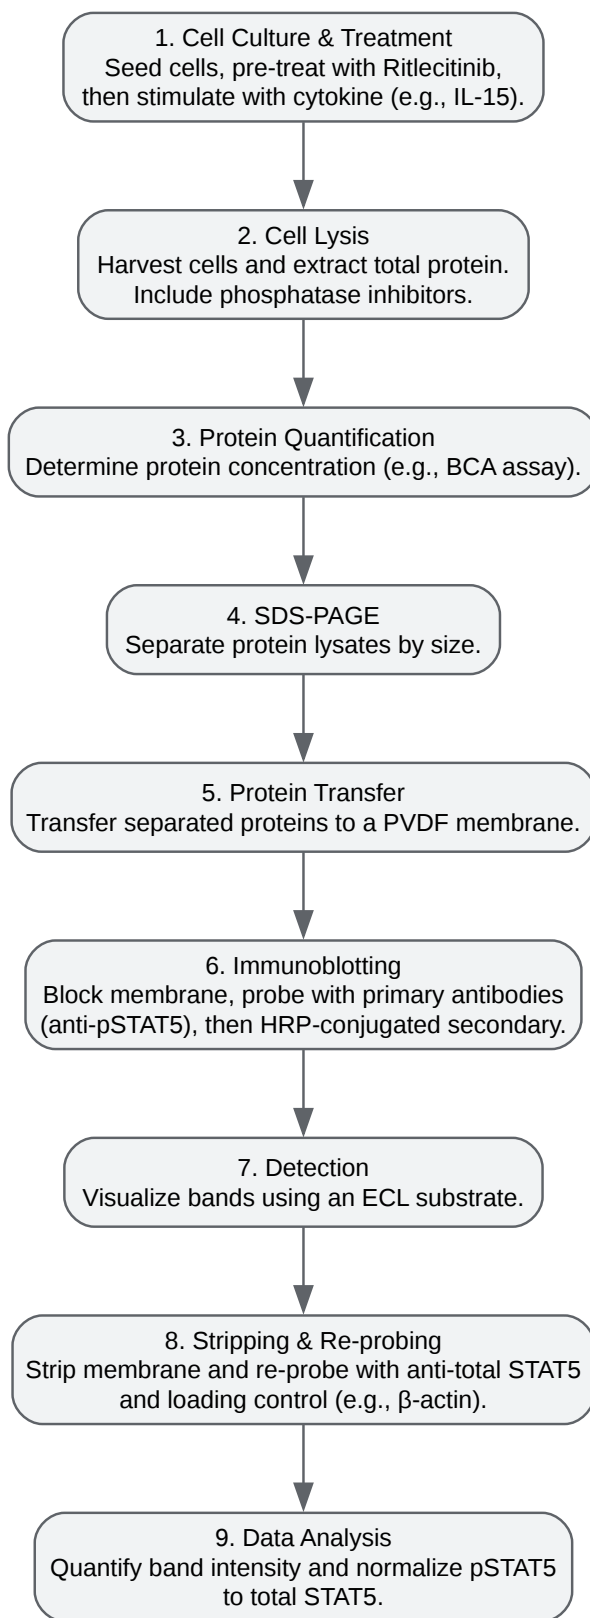 1. Cell Culture & Treatment
Seed cells, pre-treat with Ritlecitinib,
then stimulate with cytokine (e.g., IL-15).
2. Cell Lysis
Harvest cells and extract total protein.
Include phosphatase inhibitors.
3. Protein Quantification
Determine protein concentration (e.g., BCA assay).
4. SDS-PAGE
Separate protein lysates by size.
5. Protein Transfer
Transfer separated proteins to a PVDF membrane.
6. Immunoblotting
Block membrane, probe with primary antibodies
(anti-pSTAT5), then HRP-conjugated secondary.
7. Detection
Visualize bands using an ECL substrate.
8. Stripping & Re-probing
Strip membrane and re-probe with anti-total STAT5
and loading control (e.g., β-actin).
9. Data Analysis
Quantify band intensity and normalize pSTAT5
to total STAT5.